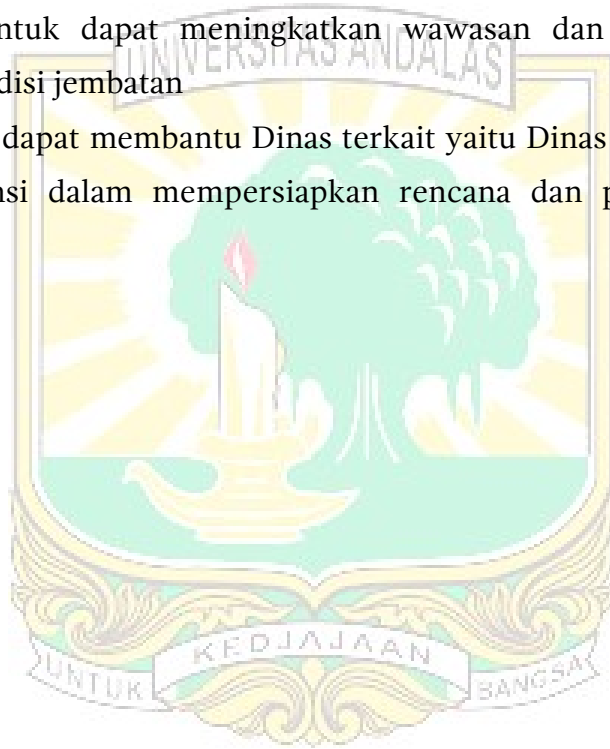 ntuk dapat meningkatkan wawasan dan
UNIVERSITAS ANDALAS
disi jembatan
dapat membantu Dinas terkait yaitu Dinas
nsi dalam mempersiapkan rencana dan p
UNTUK KEDJAJAAN BANGSA